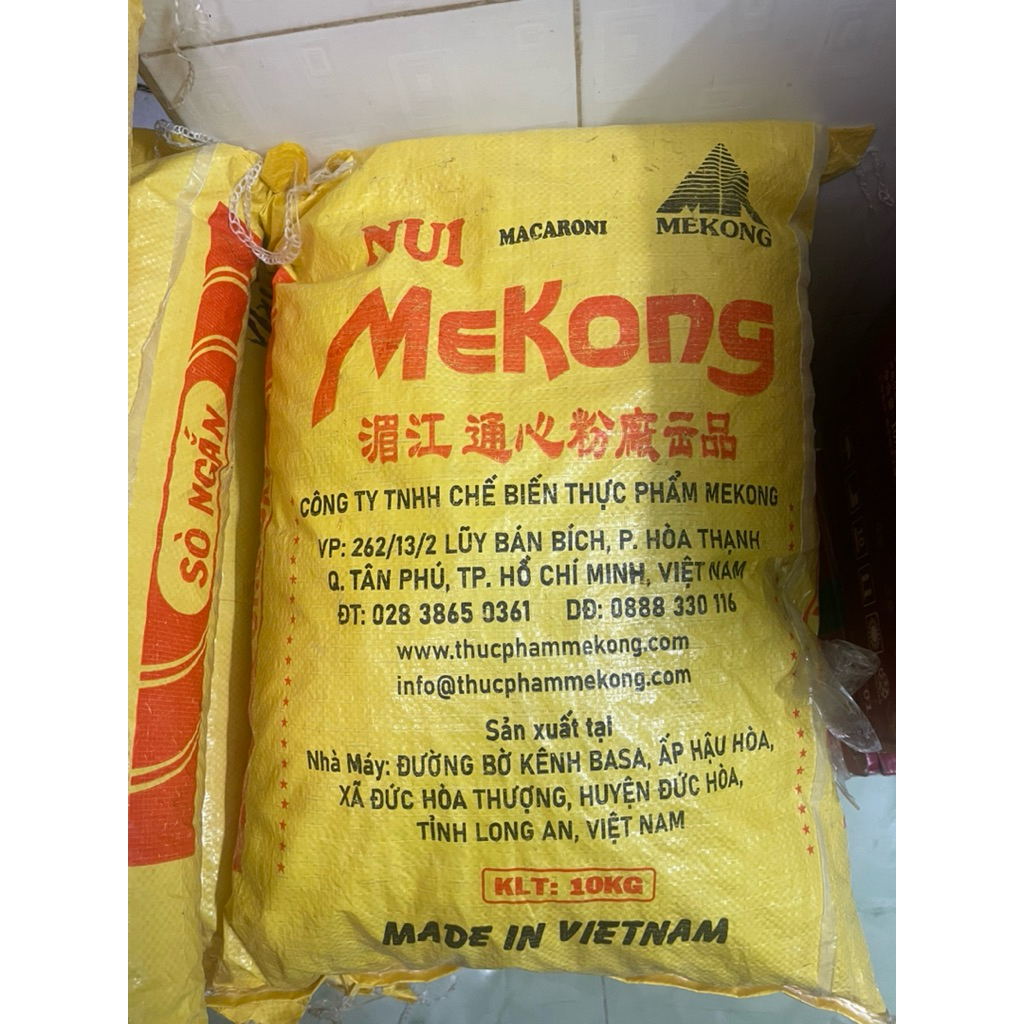 NUI
MACARONI
MEKONG
MEKONG
湄江通心粉廠岀品
CÔNG TY TNHH CHẾ BIẾN THỰC PHẨM MEKONG
VP: 262/13/2 LŨY BÁN BÍCH, P. HÒA THẠNH
Q. TÂN PHÚ, TP. HỒ CHÍ MINH, VIỆT NAM
ĐT: 028 3865 0361 DĐ: 0888 330 116
www.thucphammekong.com
info@thucphammekong.com
Sản xuất tại
Nhà Máy: ĐƯỜNG BỜ KÊNH BASA, ẤP HẬU HÒA,
XÃ ĐỨC HÒA THƯỢNG, HUYỆN ĐỨC HÒA,
TỈNH LONG AN, VIỆT NAM
KLT: 10KG
MADE IN VIETNAM
SÒ NGẮN